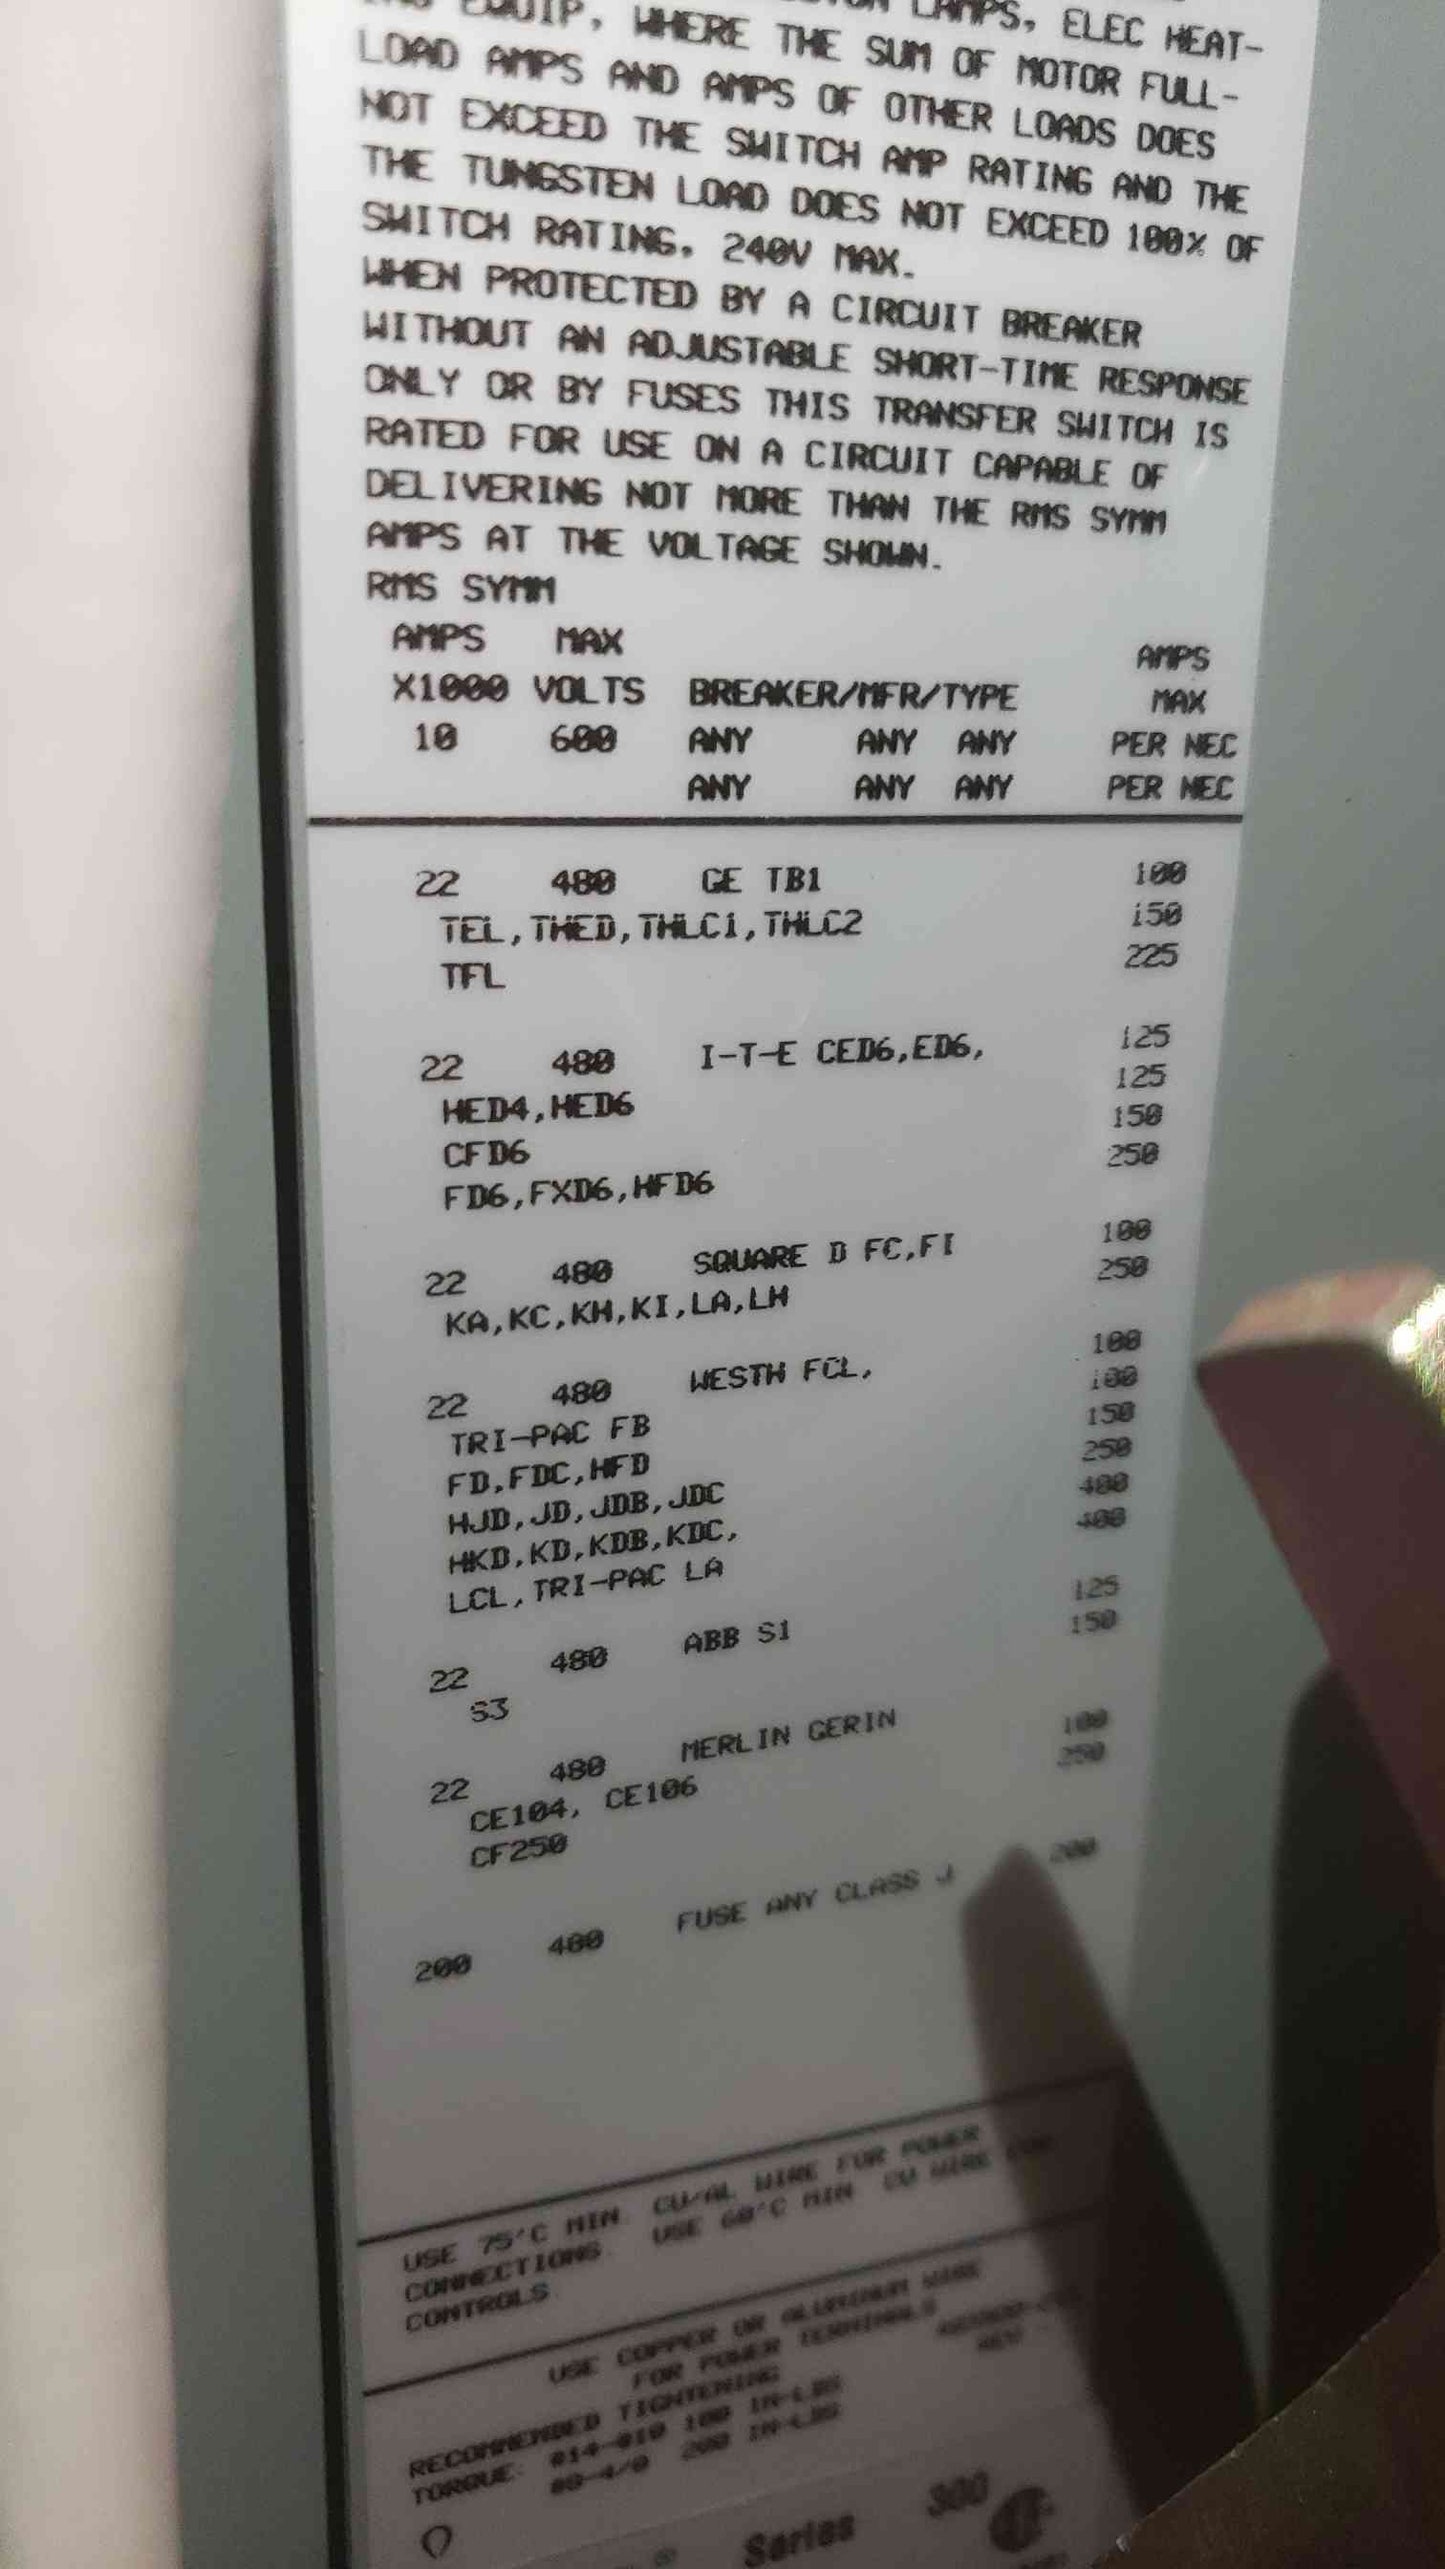 EQUIP, WHERE THE SUM OF MOTOR FULL-
LAMPS, ELEC HEAT-
LOAD AMPS AND AMPS OF OTHER LOADS DOES
NOT EXCEED THE SWITCH AMP RATING AND THE
THE TUNGSTEN LOAD DOES NOT EXCEED 100% OF
SWITCH RATING, 240V MAX.
WHEN PROTECTED BY A CIRCUIT BREAKER
WITHOUT AN ADJUSTABLE SHORT-TIME RESPONSE
ONLY OR BY FUSES THIS TRANSFER SWITCH IS
RATED FOR USE ON A CIRCUIT CAPABLE OF
DELIVERING NOT MORE THAN THE RMS SYMM
AMPS AT THE VOLTAGE SHOWN.
RMS SYMM
AMPS MAX AMPS
X1000 VOLTS BREAKER/MFR/TYPE MAX
10 600 ANY ANY ANY PER NEC
ANY ANY ANY PER NEC
22 480 GE TB1 100
TEL,THED,THLC1,THLC2 150
TFL 225
22 480 I-T-E CED6,ED6, 125
HED4,HED6 125
CFD6 150
FD6,FXD6,HFD6 250
22 480 SQUARE D FC,FI 100
KA,KC,KH,KI,LA,LH 250
22 480 WESTH FCL, 100
TRI-PAC FB 100
FD,FDC,HFD 150
HJD,JD,JDB,JDC 250
HKD,KD,KDB,KDC, 400
LCL,TRI-PAC LA 400
22 480 ABB S1 125
S3 150
22 480 MERLIN GERIN
CE104, CE106 100
CF250 250
200 480 FUSE ANY CLASS J 200
USE 75°C MIN. CU/AL WIRE FOR POWER
CONNECTIONS. USE 60°C MIN. CU WIRE
CONTROLS
USE COPPER OR ALUMINUM WIRE
FOR POWER TERMINALS
RECOMMENDED TIGHTENING
TORQUE: #14-#10 100 IN-LBS
#8-4/0 200 IN-LBS
Series 300